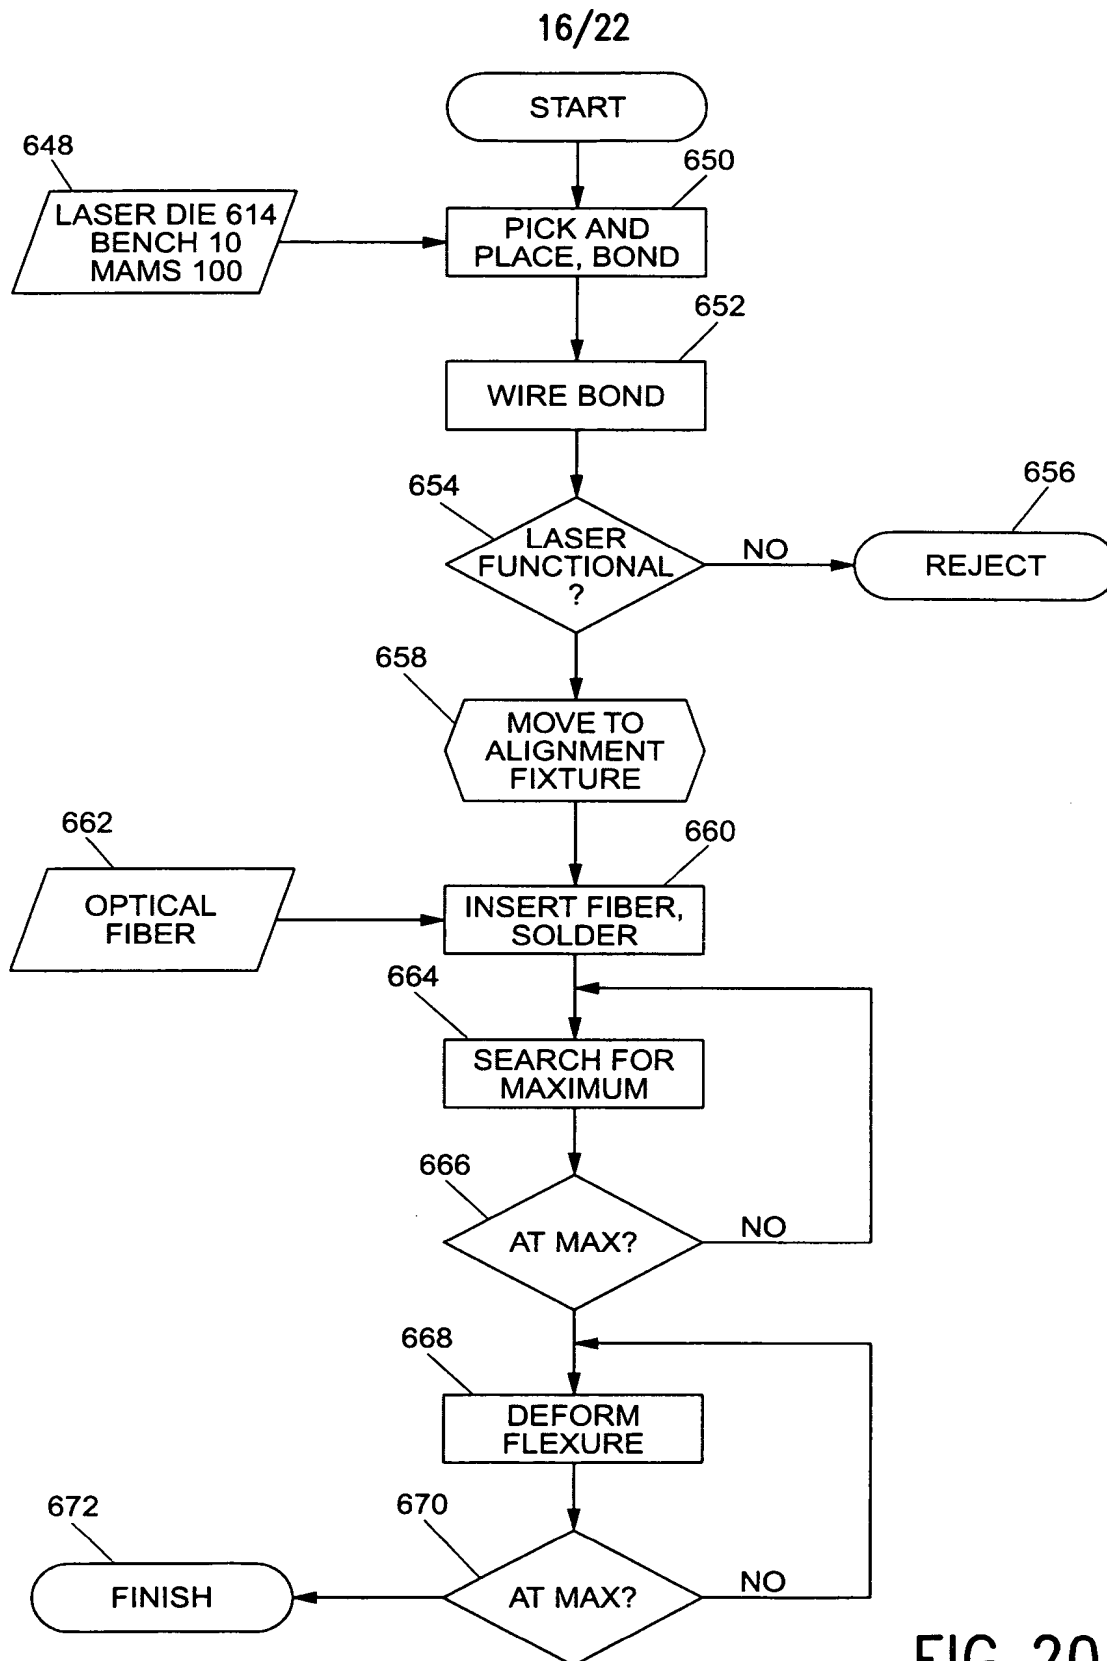 16/22
START
648
650
LASER DIE 614
BENCH 10
MAMS 100
PICK AND
PLACE, BOND
652
WIRE BOND
654
656
LASER
FUNCTIONAL
?
NO
REJECT
658
MOVE TO
ALIGNMENT
FIXTURE
662
660
OPTICAL
FIBER
INSERT FIBER,
SOLDER
664
SEARCH FOR
MAXIMUM
666
AT MAX?
NO
668
DEFORM
FLEXURE
672
670
FINISH
AT MAX?
NO
FIG. 20